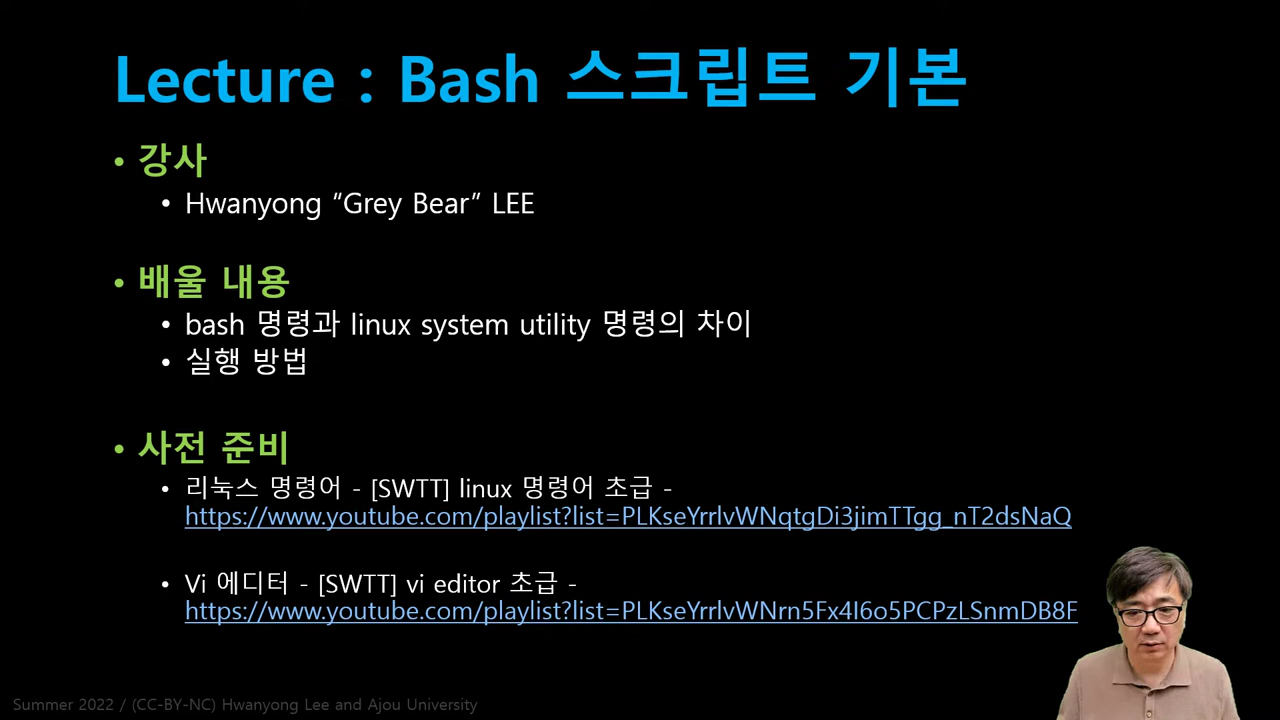 Lecture : Bash 스크립트 기본
• 강사
• Hwanyong "Grey Bear" LEE
• 배울 내용
• bash 명령과 linux system utility 명령의 차이
• 실행 방법
• 사전 준비
• 리눅스 명령어 - [SWTT] linux 명령어 초급 -
https://www.youtube.com/playlist?list=PLKseYrrlvWNqtgDi3jimTTgg_nT2dsNaQ
• Vi 에디터 - [SWTT] vi editor 초급 -
https://www.youtube.com/playlist?list=PLKseYrrlvWNrn5Fx4I6o5PCPzLSnmDB8F
Summer 2022 / (CC-BY-NC) Hwanyong Lee and Ajou University